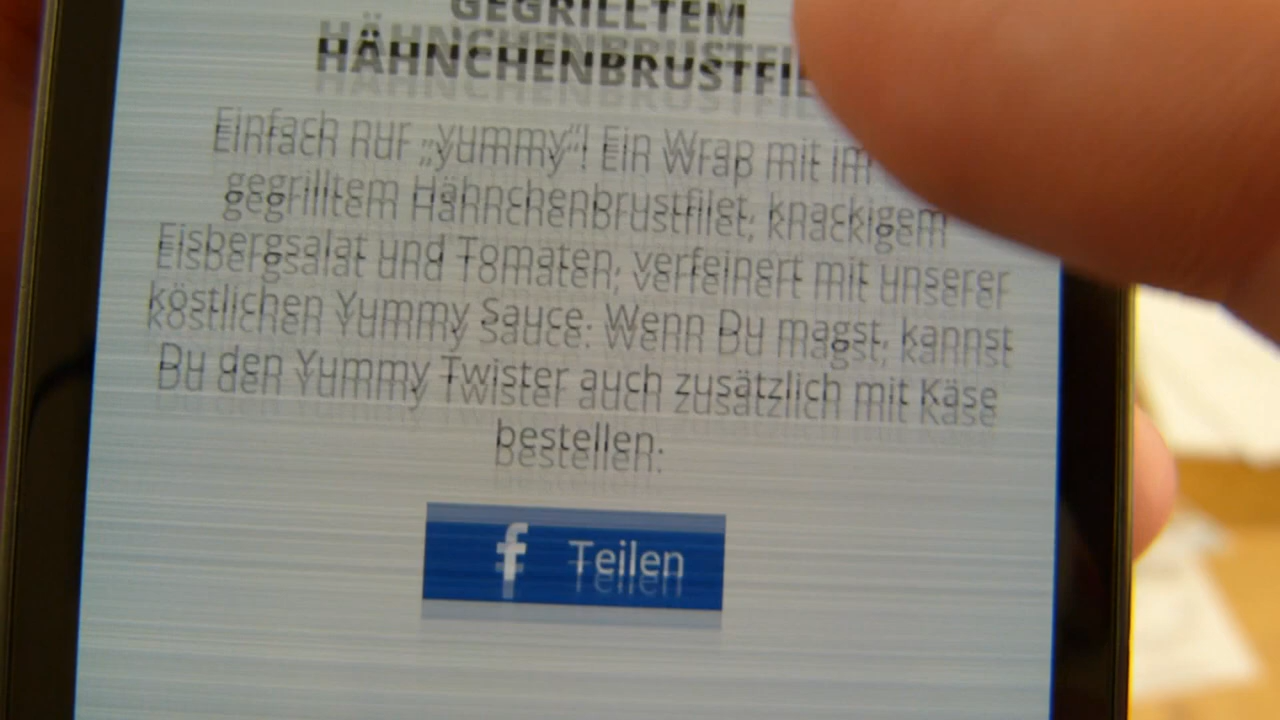 GEGRILLTEM
HÄHNCHENBRUSTFI
Einfach nur „yummy“! Ein Wrap mit im
gegrilltem Hähnchenbrustfilet, knackigem
Eisbergsalat und Tomaten, verfeinert mit unserer
köstlichen Yummy Sauce. Wenn Du magst, kannst
Du den Yummy Twister auch zusätzlich mit Käse
bestellen.
f Teilen